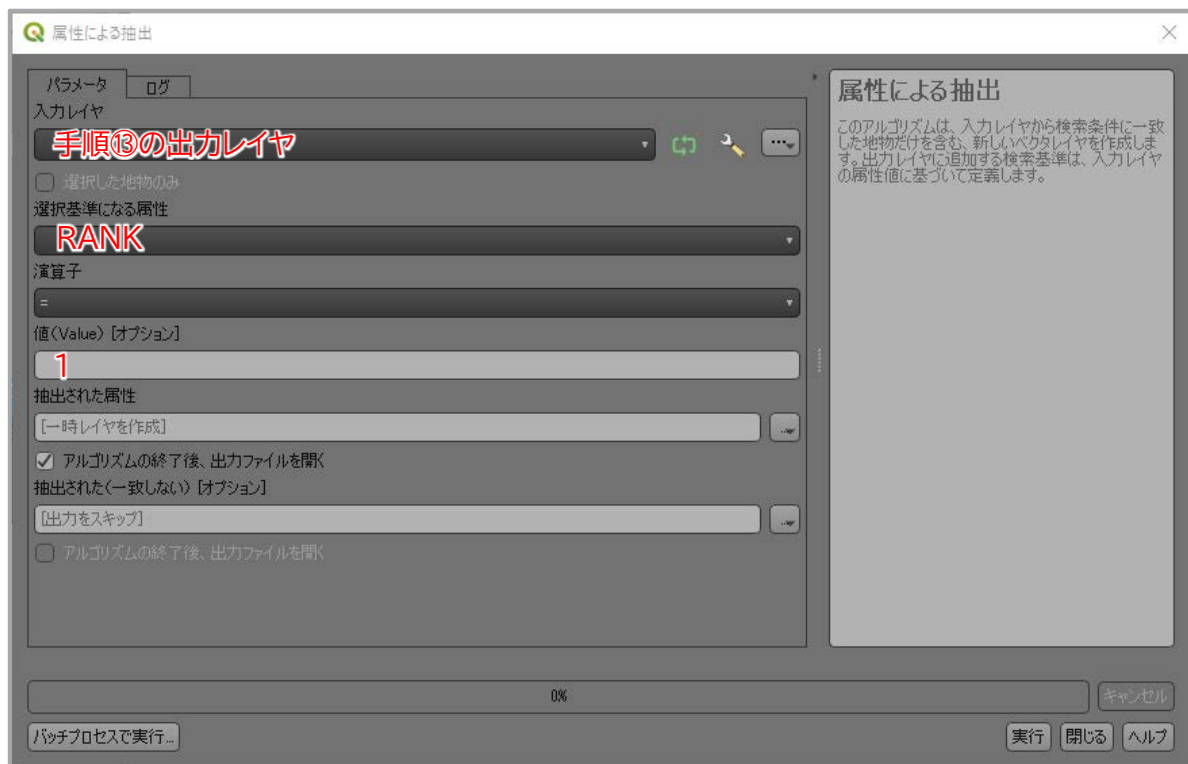 属性による抽出
パラメータ
ログ
入力レイヤ
手順⑬の出力レイヤ
選択した地物のみ
選択基準になる属性
RANK
演算子
=
値(Value) [オプション]
1
抽出された属性
[一時レイヤを作成]
アルゴリズムの終了後、出力ファイルを開く
抽出された(一致しない) [オプション]
[出力をスキップ]
アルゴリズムの終了後、出力ファイルを開く
属性による抽出
このアルゴリズムは、入力レイヤから検索条件に一致
した地物だけを含む、新しいベクタレイヤを作成しま
す。出力レイヤに追加する検索基準は、入力レイヤ
の属性値に基づいて定義します。
0%
キャンセル
バッチプロセスで実行...
実行
閉じる
ヘルプ